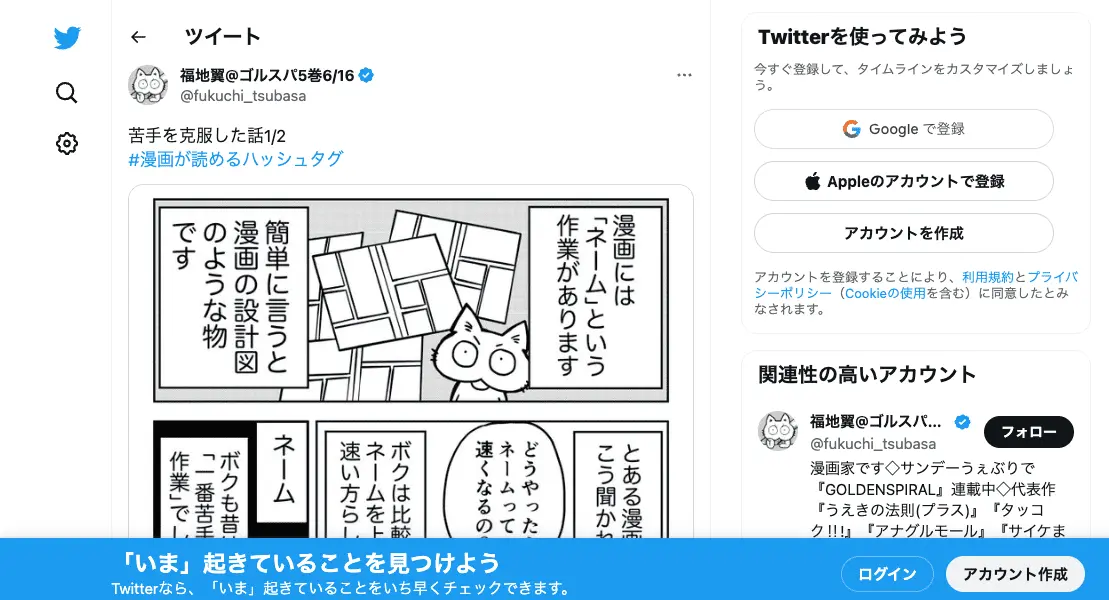 ツイート
福地翼@ゴルスパ5巻6/16
@fukuchi_tsubasa
苦手を克服した話1/2
#漫画が読めるハッシュタグ
漫画には
「ネーム」という
作業があります
簡単に言うと
漫画の設計図
のような物
です
とある漫
こう聞か
どうやった
ネームって
速くなるの
ボクは比較
ネームを上
速い方らし
ネーム
ボクも昔
「一番苦手
作業」でし
Twitterを使ってみよう
今すぐ登録して、タイムラインをカスタマイズしましょ
う。
Google で登録
Appleのアカウントで登録
アカウントを作成
アカウントを登録することにより、利用規約とプライバ
シーポリシー（Cookieの使用を含む）に同意したとみ
なされます。
関連性の高いアカウント
福地翼@ゴルスパ...
@fukuchi_tsubasa
フォロー
漫画家です◇サンデーうぇぶりで
『GOLDENSPIRAL』連載中◇代表作
『うえきの法則(プラス)』『タッコ
ク!!!』『アナグルモール』『サイケま
「いま」起きていることを見つけよう
Twitterなら、「いま」起きていることをいち早くチェックできます。
ログイン
アカウント作成